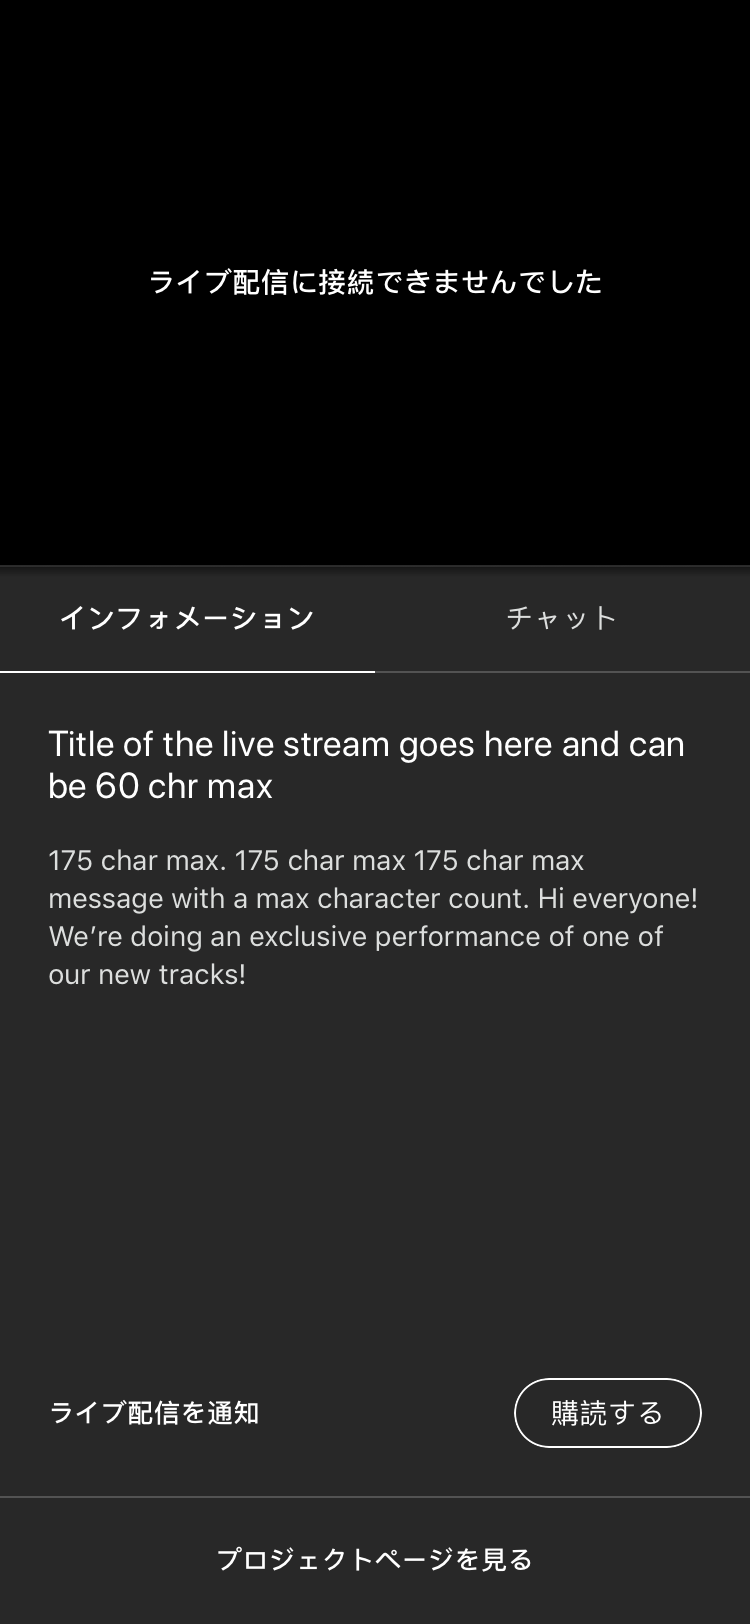 ライブ配信に接続できませんでした
インフォメーション
チャット
Title of the live stream goes here and can
be 60 chr max
175 char max. 175 char max 175 char max
message with a max character count. Hi everyone!
We’re doing an exclusive performance of one of
our new tracks!
ライブ配信を通知
購読する
プロジェクトページを見る